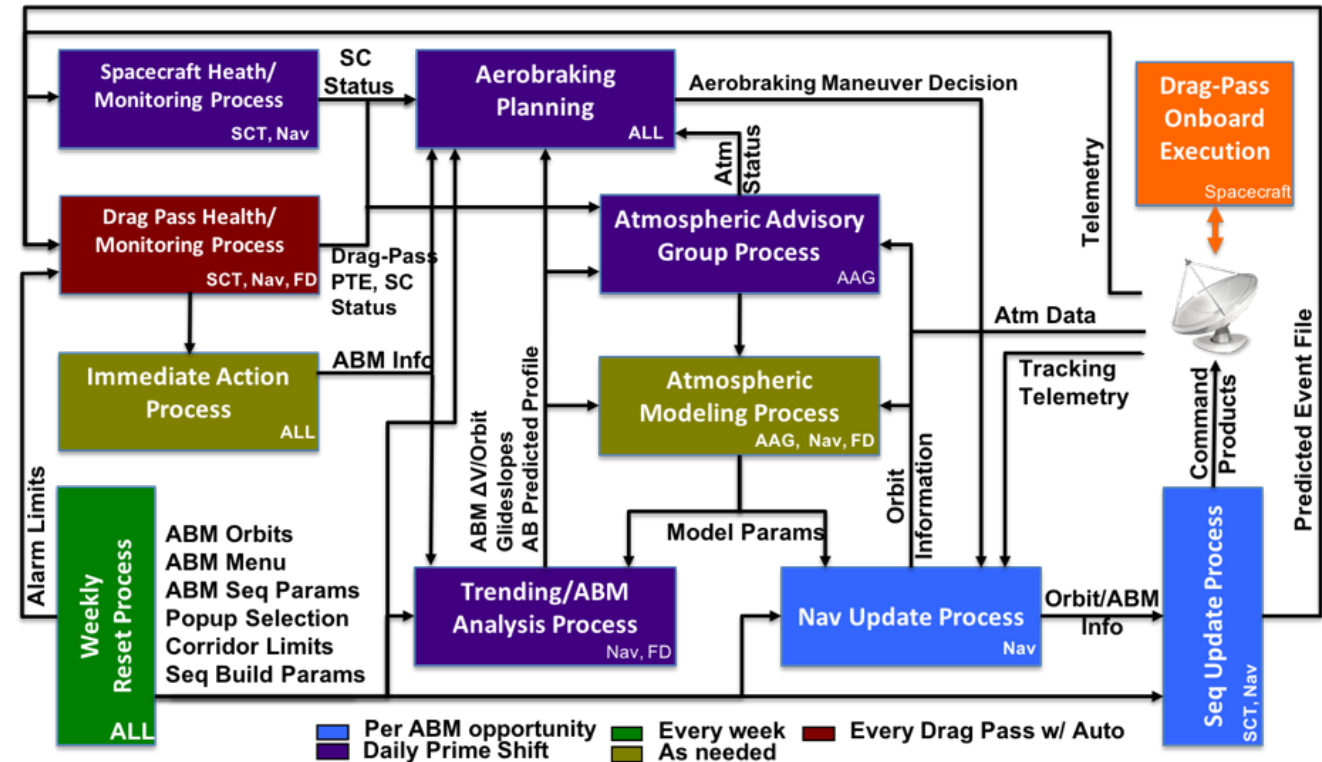 Spacecraft Heath/
Monitoring Process
SCT, Nav
SC
Status
Aerobraking
Planning
ALL
Aerobraking Maneuver Decision
Drag-Pass
Onboard
Execution
Spacecraft
Atm
Status
Telemetry
Drag Pass Health/
Monitoring Process
SCT, Nav, FD
Drag-Pass
PTE, SC
Status
Atmospheric Advisory
Group Process
AAG
Atm Data
Tracking
Telemetry
Immediate Action
Process
ALL
ABM Info
Atmospheric
Modeling Process
AAG, Nav, FD
ABM ΔV/Orbit
Glideslopes
AB Predicted Profile
Orbit
Information
Command
Products
Predicted Event File
Alarm Limits
Weekly
Reset Process
ALL
ABM Orbits
ABM Menu
ABM Seq Params
Popup Selection
Corridor Limits
Seq Build Params
Model Params
Trending/ABM
Analysis Process
Nav, FD
Nav Update Process
Nav
Orbit/ABM
Info
Seq Update Process
SCT, Nav
Per ABM opportunity
Every week
Every Drag Pass w/ Auto
Daily Prime Shift
As needed